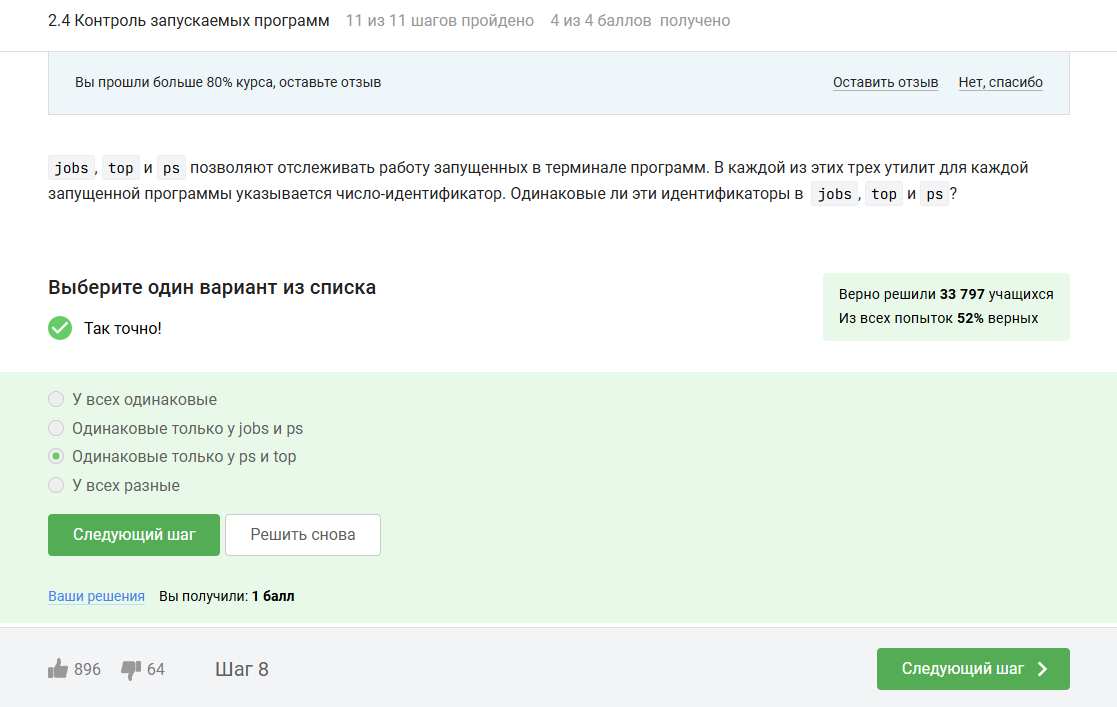 2.4 Контроль запускаемых программ 11 из 11 шагов пройдено 4 из 4 баллов получено
Вы прошли больше 80% курса, оставьте отзыв Оставить отзыв Нет, спасибо
jobs, top и ps позволяют отслеживать работу запущенных в терминале программ. В каждой из этих трех утилит для каждой
запущенной программы указывается число-идентификатор. Одинаковые ли эти идентификаторы в jobs, top и ps?
Выберите один вариант из списка
Верно решили 33 797 учащихся
Из всех попыток 52% верных
Так точно!
У всех одинаковые
Одинаковые только у jobs и ps
Одинаковые только у ps и top
У всех разные
Следующий шаг Решить снова
Ваши решения Вы получили: 1 балл
896 64 Шаг 8 Следующий шаг